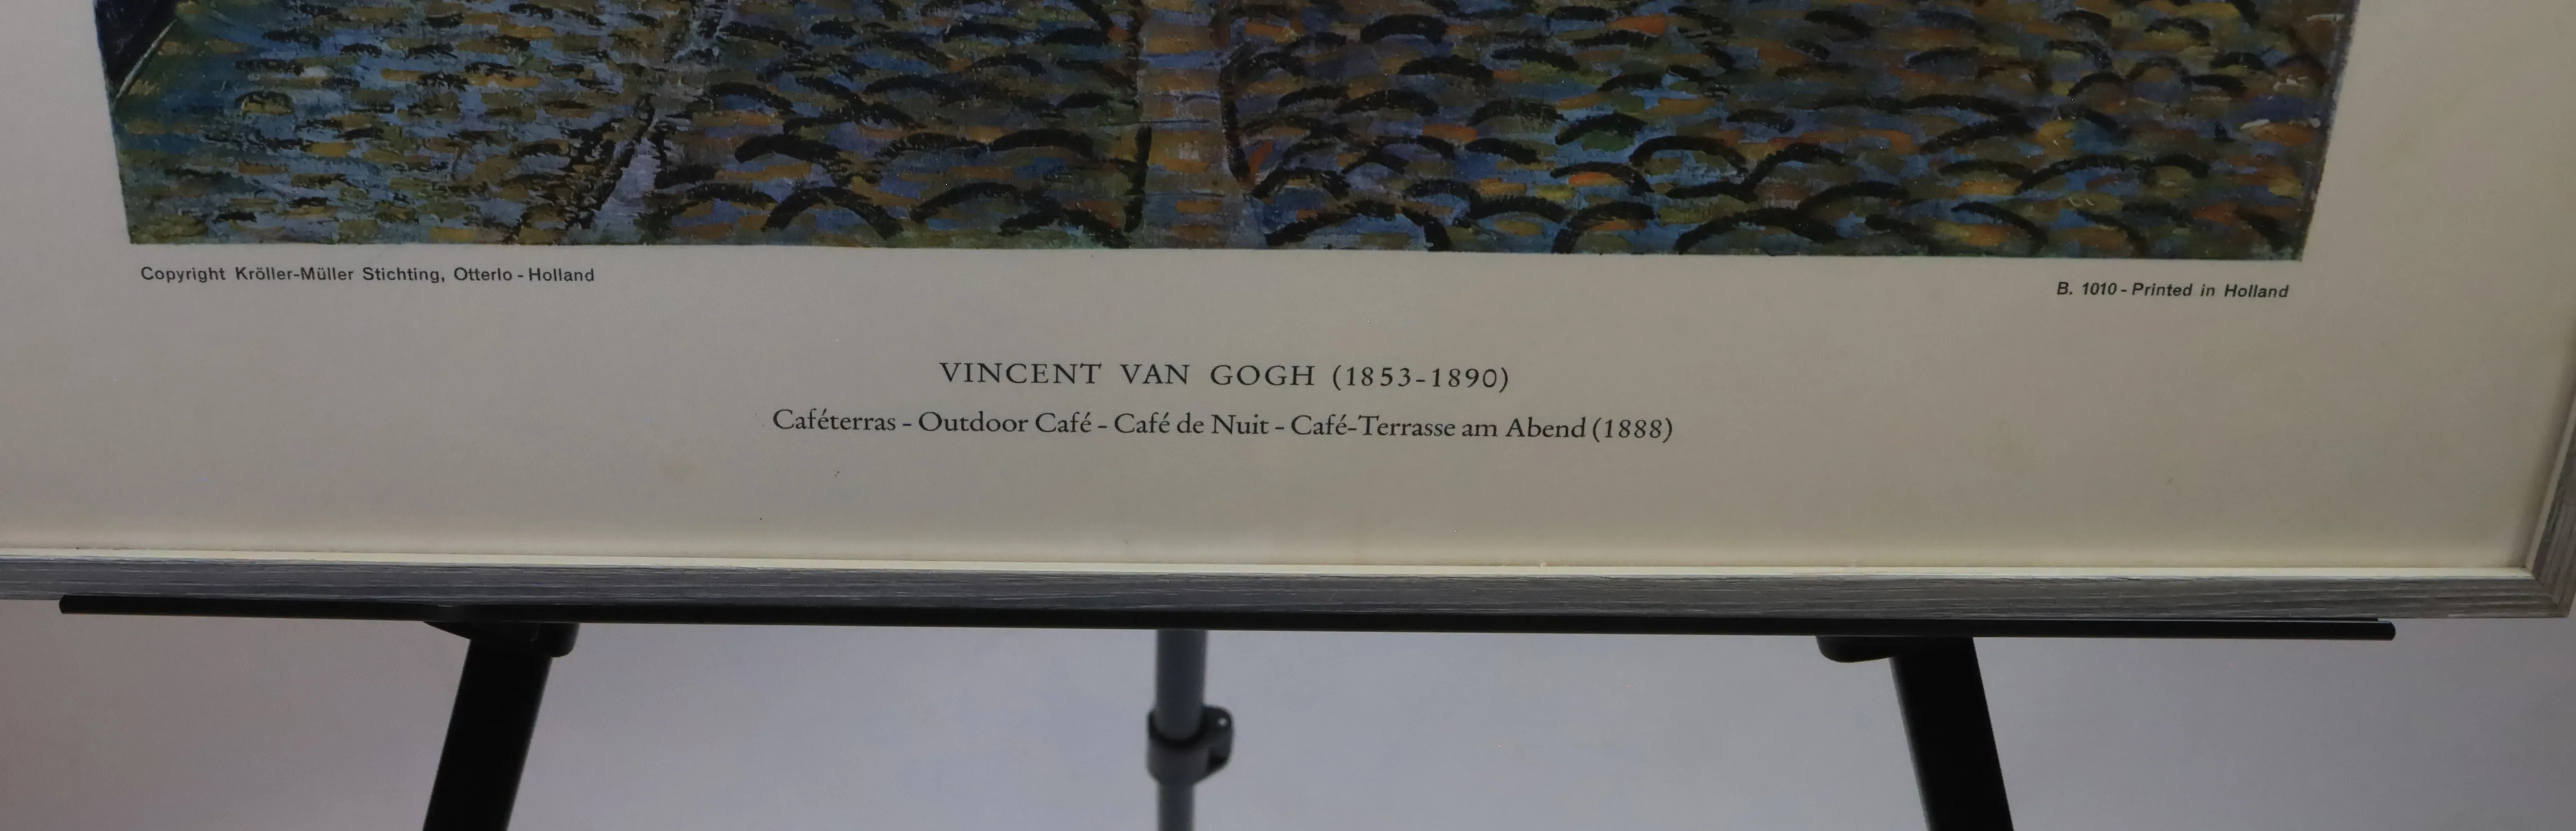 Copyright Kröller-Müller Stichting, Otterlo - Holland
B. 1010 - Printed in Holland
VINCENT VAN GOGH (1853-1890)
Caféterras - Outdoor Café - Café de Nuit - Café-Terrasse am Abend (1888)